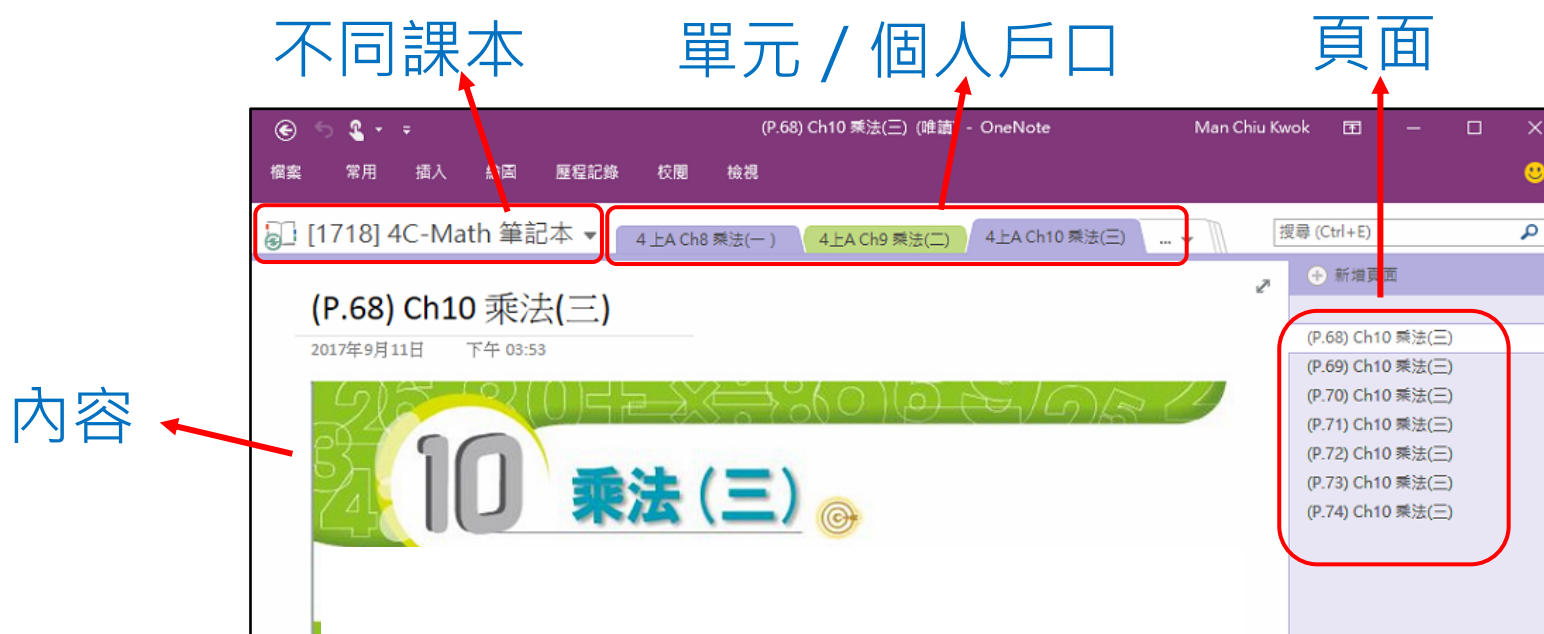 不同課本 單元 / 個人戶口 頁面
(P.68) Ch10 乘法(三) (唯讀) - OneNote Man Chiu Kwok
檔案 常用 插入 繪圖 歷程記錄 校閱 檢視
[1718] 4C-Math 筆記本 4上A Ch8 乘法(一) 4上A Ch9 乘法(二) 4上A Ch10 乘法(三) ... 搜尋 (Ctrl+E)
新增頁面
(P.68) Ch10 乘法(三)
2017年9月11日 下午 03:53
內容
10 乘法(三)
(P.68) Ch10 乘法(三)
(P.69) Ch10 乘法(三)
(P.70) Ch10 乘法(三)
(P.71) Ch10 乘法(三)
(P.72) Ch10 乘法(三)
(P.73) Ch10 乘法(三)
(P.74) Ch10 乘法(三)